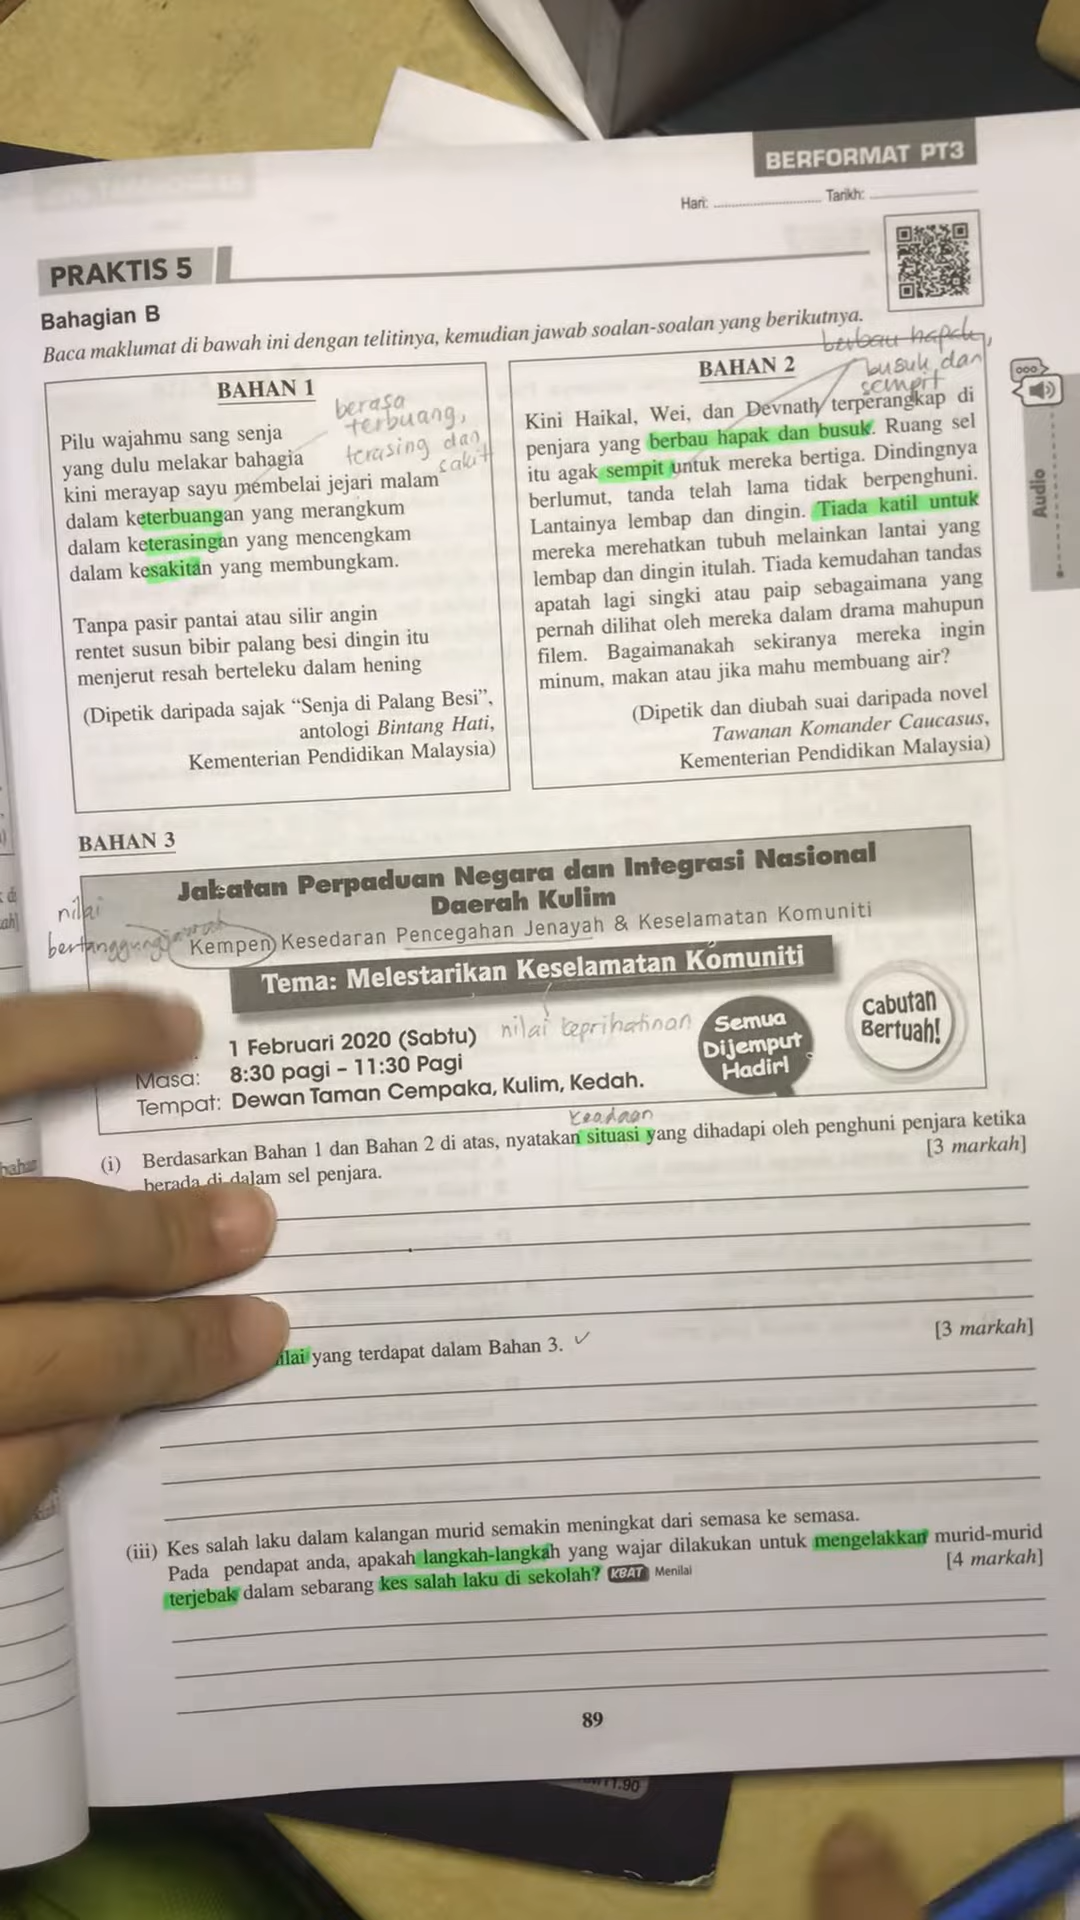 BERFORMAT PT3
Hari: Tarikh:
PRAKTIS 5
Bahagian B
Baca maklumat di bawah ini dengan telitinya, kemudian jawab soalan-soalan yang berikutnya.
BAHAN 1
berasa
terbuang,
terasing dan
sakit
Pilu wajahmu sang senja
yang dulu melakar bahagia
kini merayap sayu membelai jejari malam
dalam keterbuangan yang merangkum
dalam keterasingan yang mencengkam
dalam kesakitan yang membungkam.
Tanpa pasir pantai atau silir angin
rentet susun bibir palang besi dingin itu
menjerut resah berteleku dalam hening
(Dipetik daripada sajak “Senja di Palang Besi”,
antologi Bintang Hati,
Kementerian Pendidikan Malaysia)
berbau hapak,
busuk dan
sempit
BAHAN 2
Kini Haikal, Wei, dan Devnath terperangkap di
penjara yang berbau hapak dan busuk. Ruang sel
itu agak sempit untuk mereka bertiga. Dindingnya
berlumut, tanda telah lama tidak berpenghuni.
Lantainya lembap dan dingin. Tiada katil untuk
mereka merehatkan tubuh melainkan lantai yang
lembap dan dingin itulah. Tiada kemudahan tandas
apatah lagi singki atau paip sebagaimana yang
pernah dilihat oleh mereka dalam drama mahupun
filem. Bagaimanakah sekiranya mereka ingin
minum, makan atau jika mahu membuang air?
(Dipetik dan diubah suai daripada novel
Tawanan Komander Caucasus,
Kementerian Pendidikan Malaysia)
Audio
BAHAN 3
Jabatan Perpaduan Negara dan Integrasi Nasional
Daerah Kulim
nilai
bertanggungjawab
Kempen Kesedaran Pencegahan Jenayah & Keselamatan Komuniti
Tema: Melestarikan Keselamatan Komuniti
nilai keprihatinan
1 Februari 2020 (Sabtu)
Masa: 8:30 pagi – 11:30 Pagi
Tempat: Dewan Taman Cempaka, Kulim, Kedah.
Semua
Dijemput
Hadir!
Cabutan
Bertuah!
keadaan
(i) Berdasarkan Bahan 1 dan Bahan 2 di atas, nyatakan situasi yang dihadapi oleh penghuni penjara ketika
berada di dalam sel penjara. [3 markah]
ilai yang terdapat dalam Bahan 3. ✓ [3 markah]
(iii) Kes salah laku dalam kalangan murid semakin meningkat dari semasa ke semasa.
Pada pendapat anda, apakah langkah-langkah yang wajar dilakukan untuk mengelakkan murid-murid
terjebak dalam sebarang kes salah laku di sekolah? KBAT Menilai [4 markah]
89
11.90